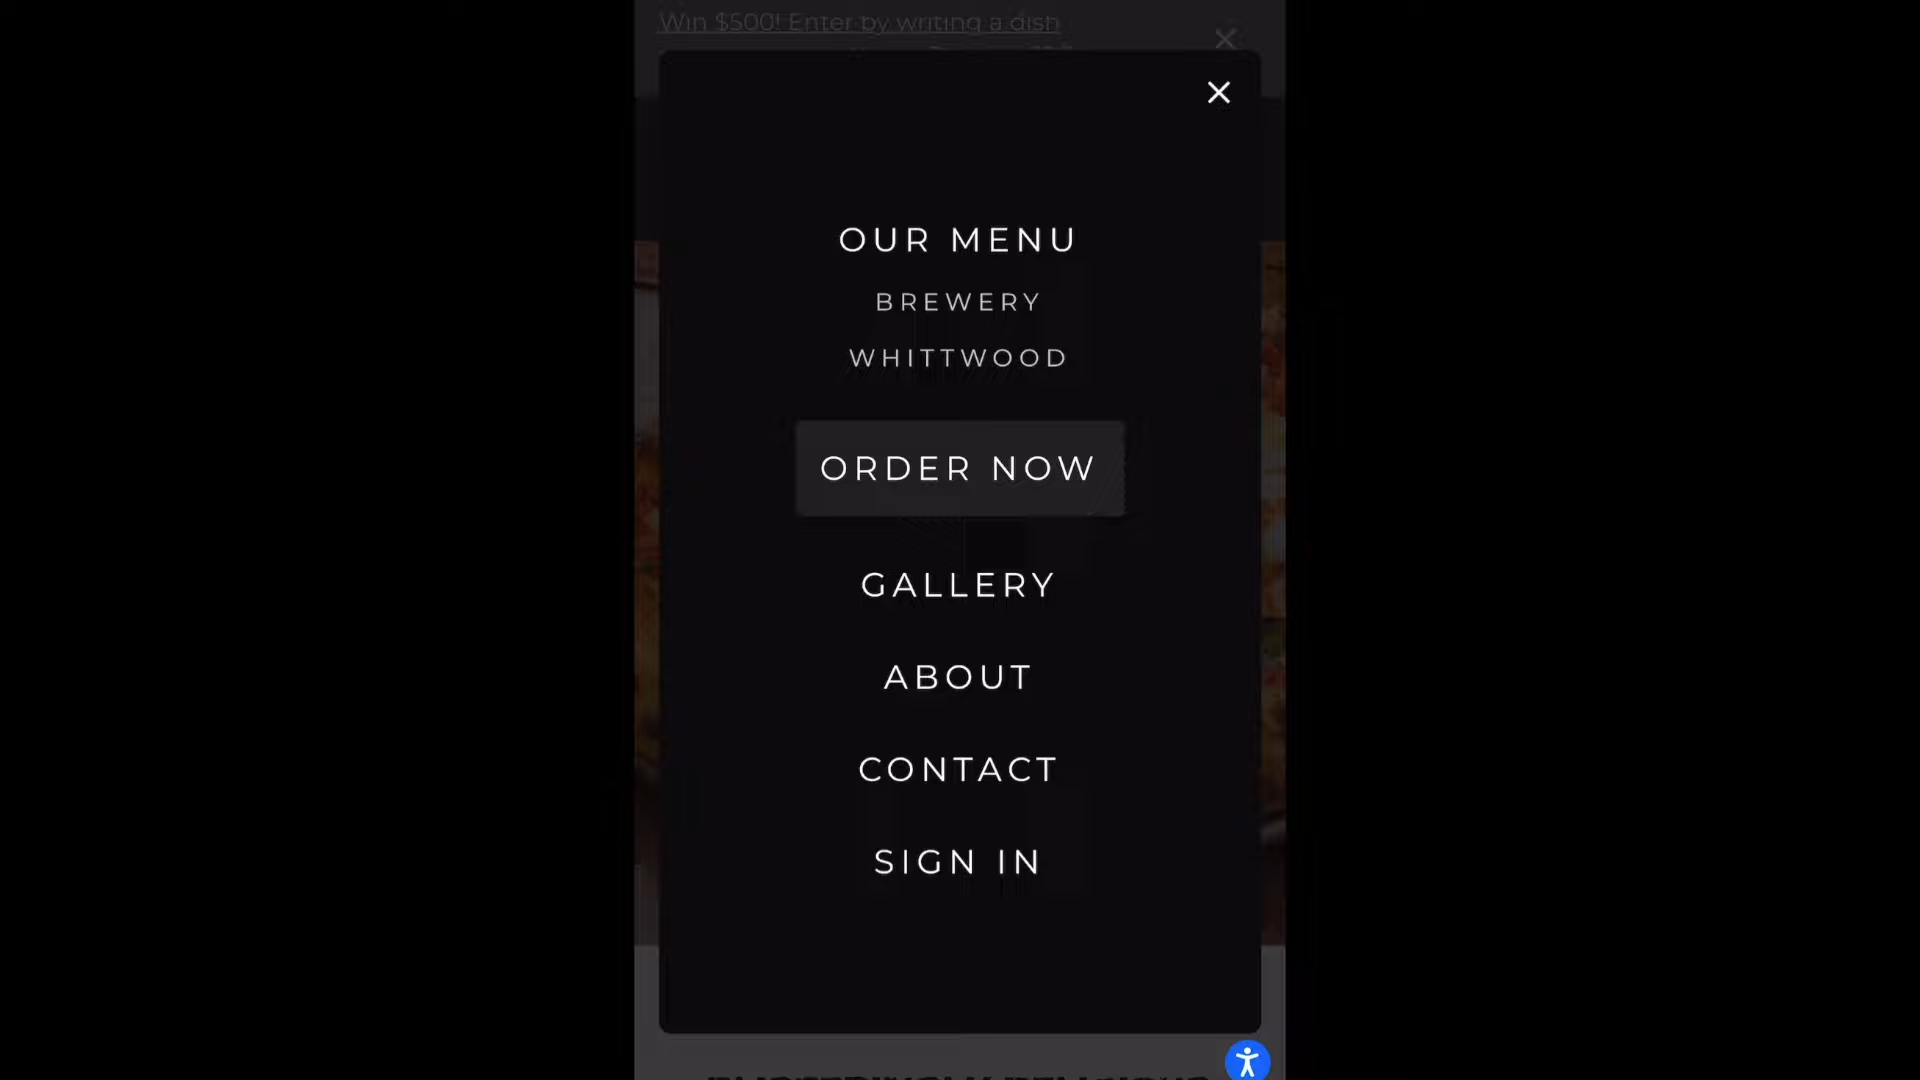 Win $500! Enter by writing a dish
OUR MENU
BREWERY
WHITTWOOD
ORDER NOW
GALLERY
ABOUT
CONTACT
SIGN IN